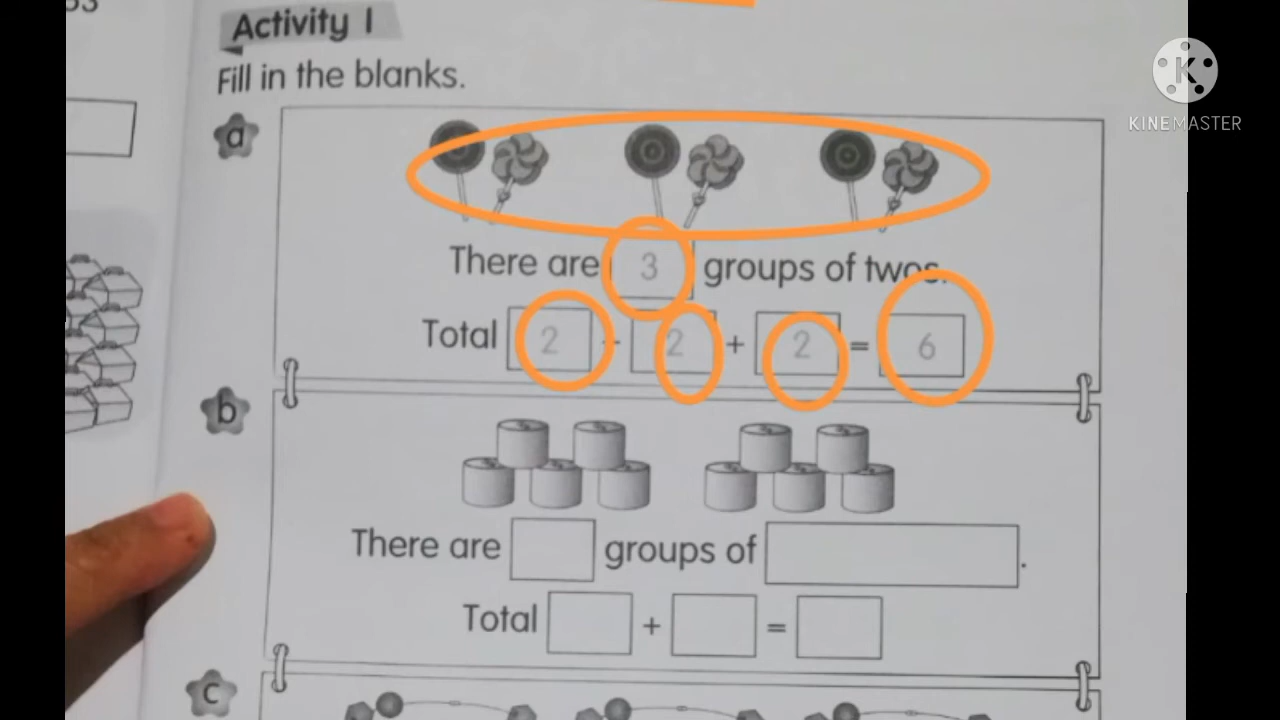 Activity 1
Fill in the blanks.
a
There are 3 groups of twos.
Total 2 + 2 + 2 = 6
b
There are groups of .
Total + =
c
K
KINEMASTER